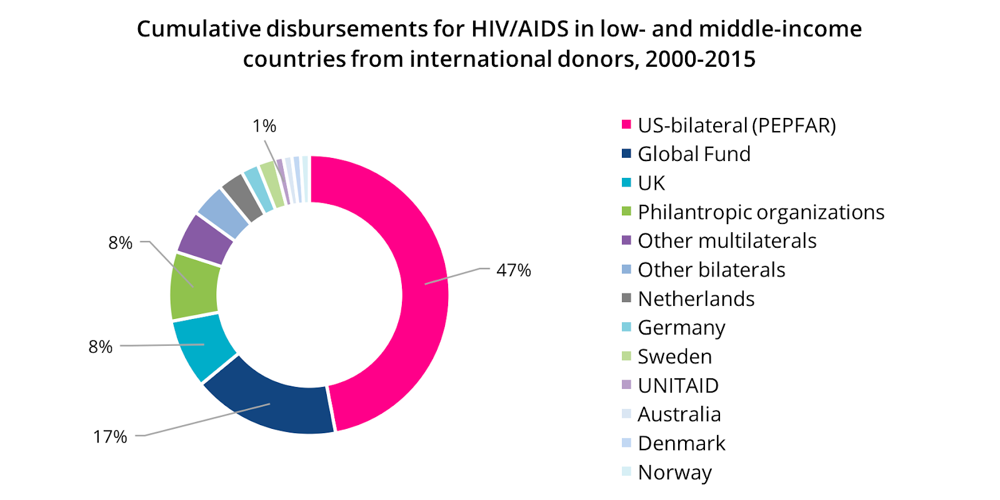 Cumulative disbursements for HIV/AIDS in low- and middle-income
countries from international donors, 2000-2015
1%
8%
47%
8%
17%
US-bilateral (PEPFAR)
Global Fund
UK
Philantropic organizations
Other multilaterals
Other bilaterals
Netherlands
Germany
Sweden
UNITAID
Australia
Denmark
Norway